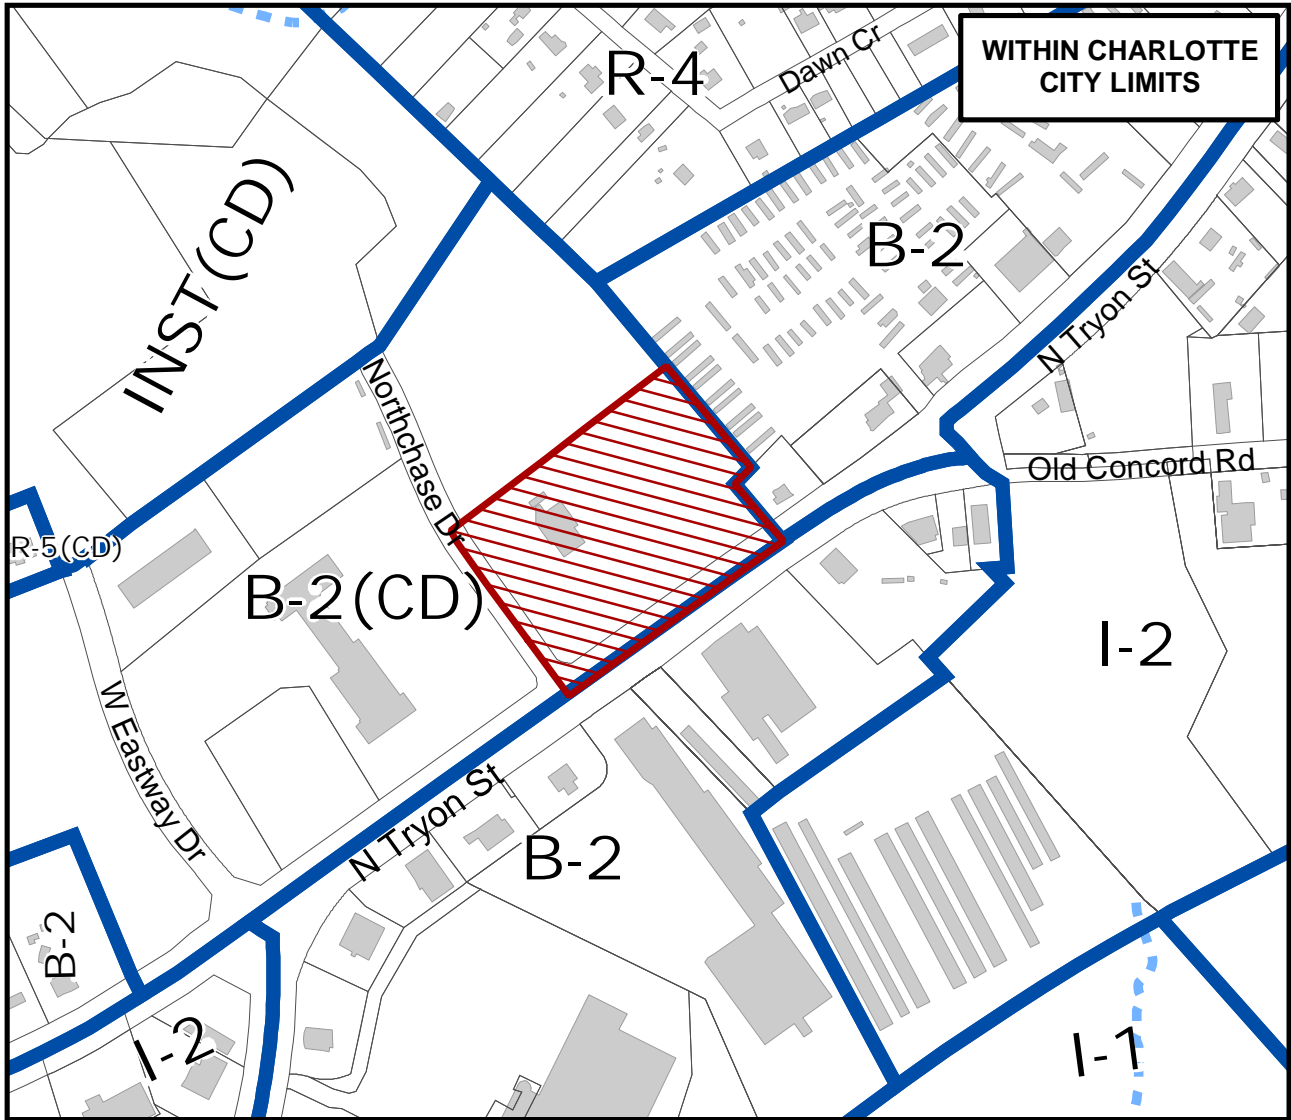 WITHIN CHARLOTTE
CITY LIMITS
R-4
Dawn Cr
INST(CD)
B-2
N Tryon St
Northchase Dr
Old Concord Rd
R-5(CD)
B-2(CD)
I-2
W Eastway Dr
N Tryon St
B-2
B-2
I-2
I-1